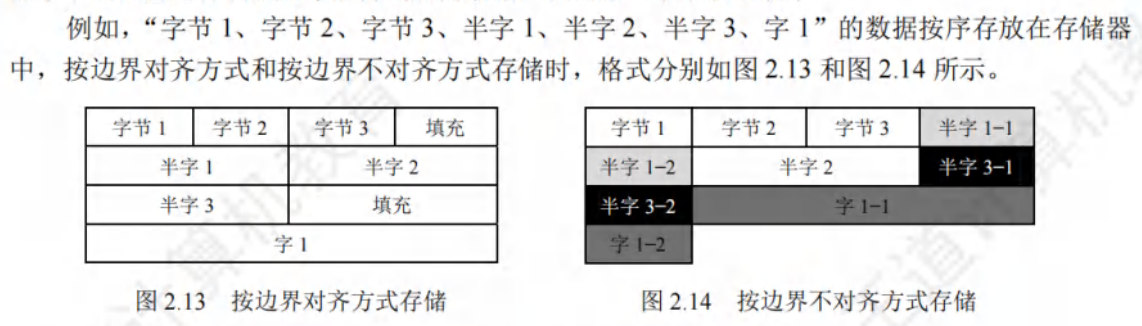 例如，“字节 1、字节 2、字节 3、半字 1、半字 2、半字 3、字 1”的数据按序存放在存储器
中，按边界对齐方式和按边界不对齐方式存储时，格式分别如图 2.13 和图 2.14 所示。
字节 1 字节 2 字节 3 填充
半字 1 半字 2
半字 3 填充
字 1
图 2.13 按边界对齐方式存储
字节 1 字节 2 字节 3 半字 1-1
半字 1-2 半字 2 半字 3-1
半字 3-2 字 1-1
字 1-2
图 2.14 按边界不对齐方式存储